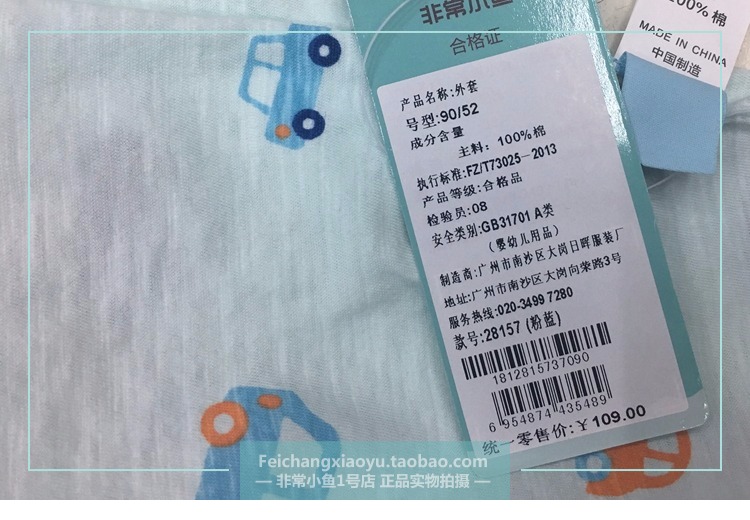 非常小鱼
合格证
100%棉
MADE IN CHINA
中国制造
产品名称:外套
号型:90/52
成分含量
主料：100%棉
执行标准:FZ/T73025-2013
产品等级:合格品
检验员:08
安全类别:GB31701 A类
(婴幼儿用品)
制造商:广州市南沙区大岗日晖服装厂
地址:广州市南沙区大岗向荣路3号
服务热线:020-3499 7280
款号:28157 (粉蓝)
1812815737090
6 954874 435489
统一零售价:￥109.00
Feichangxiaoyu.taobao.com
— 非常小鱼1号店 正品实物拍摄 —